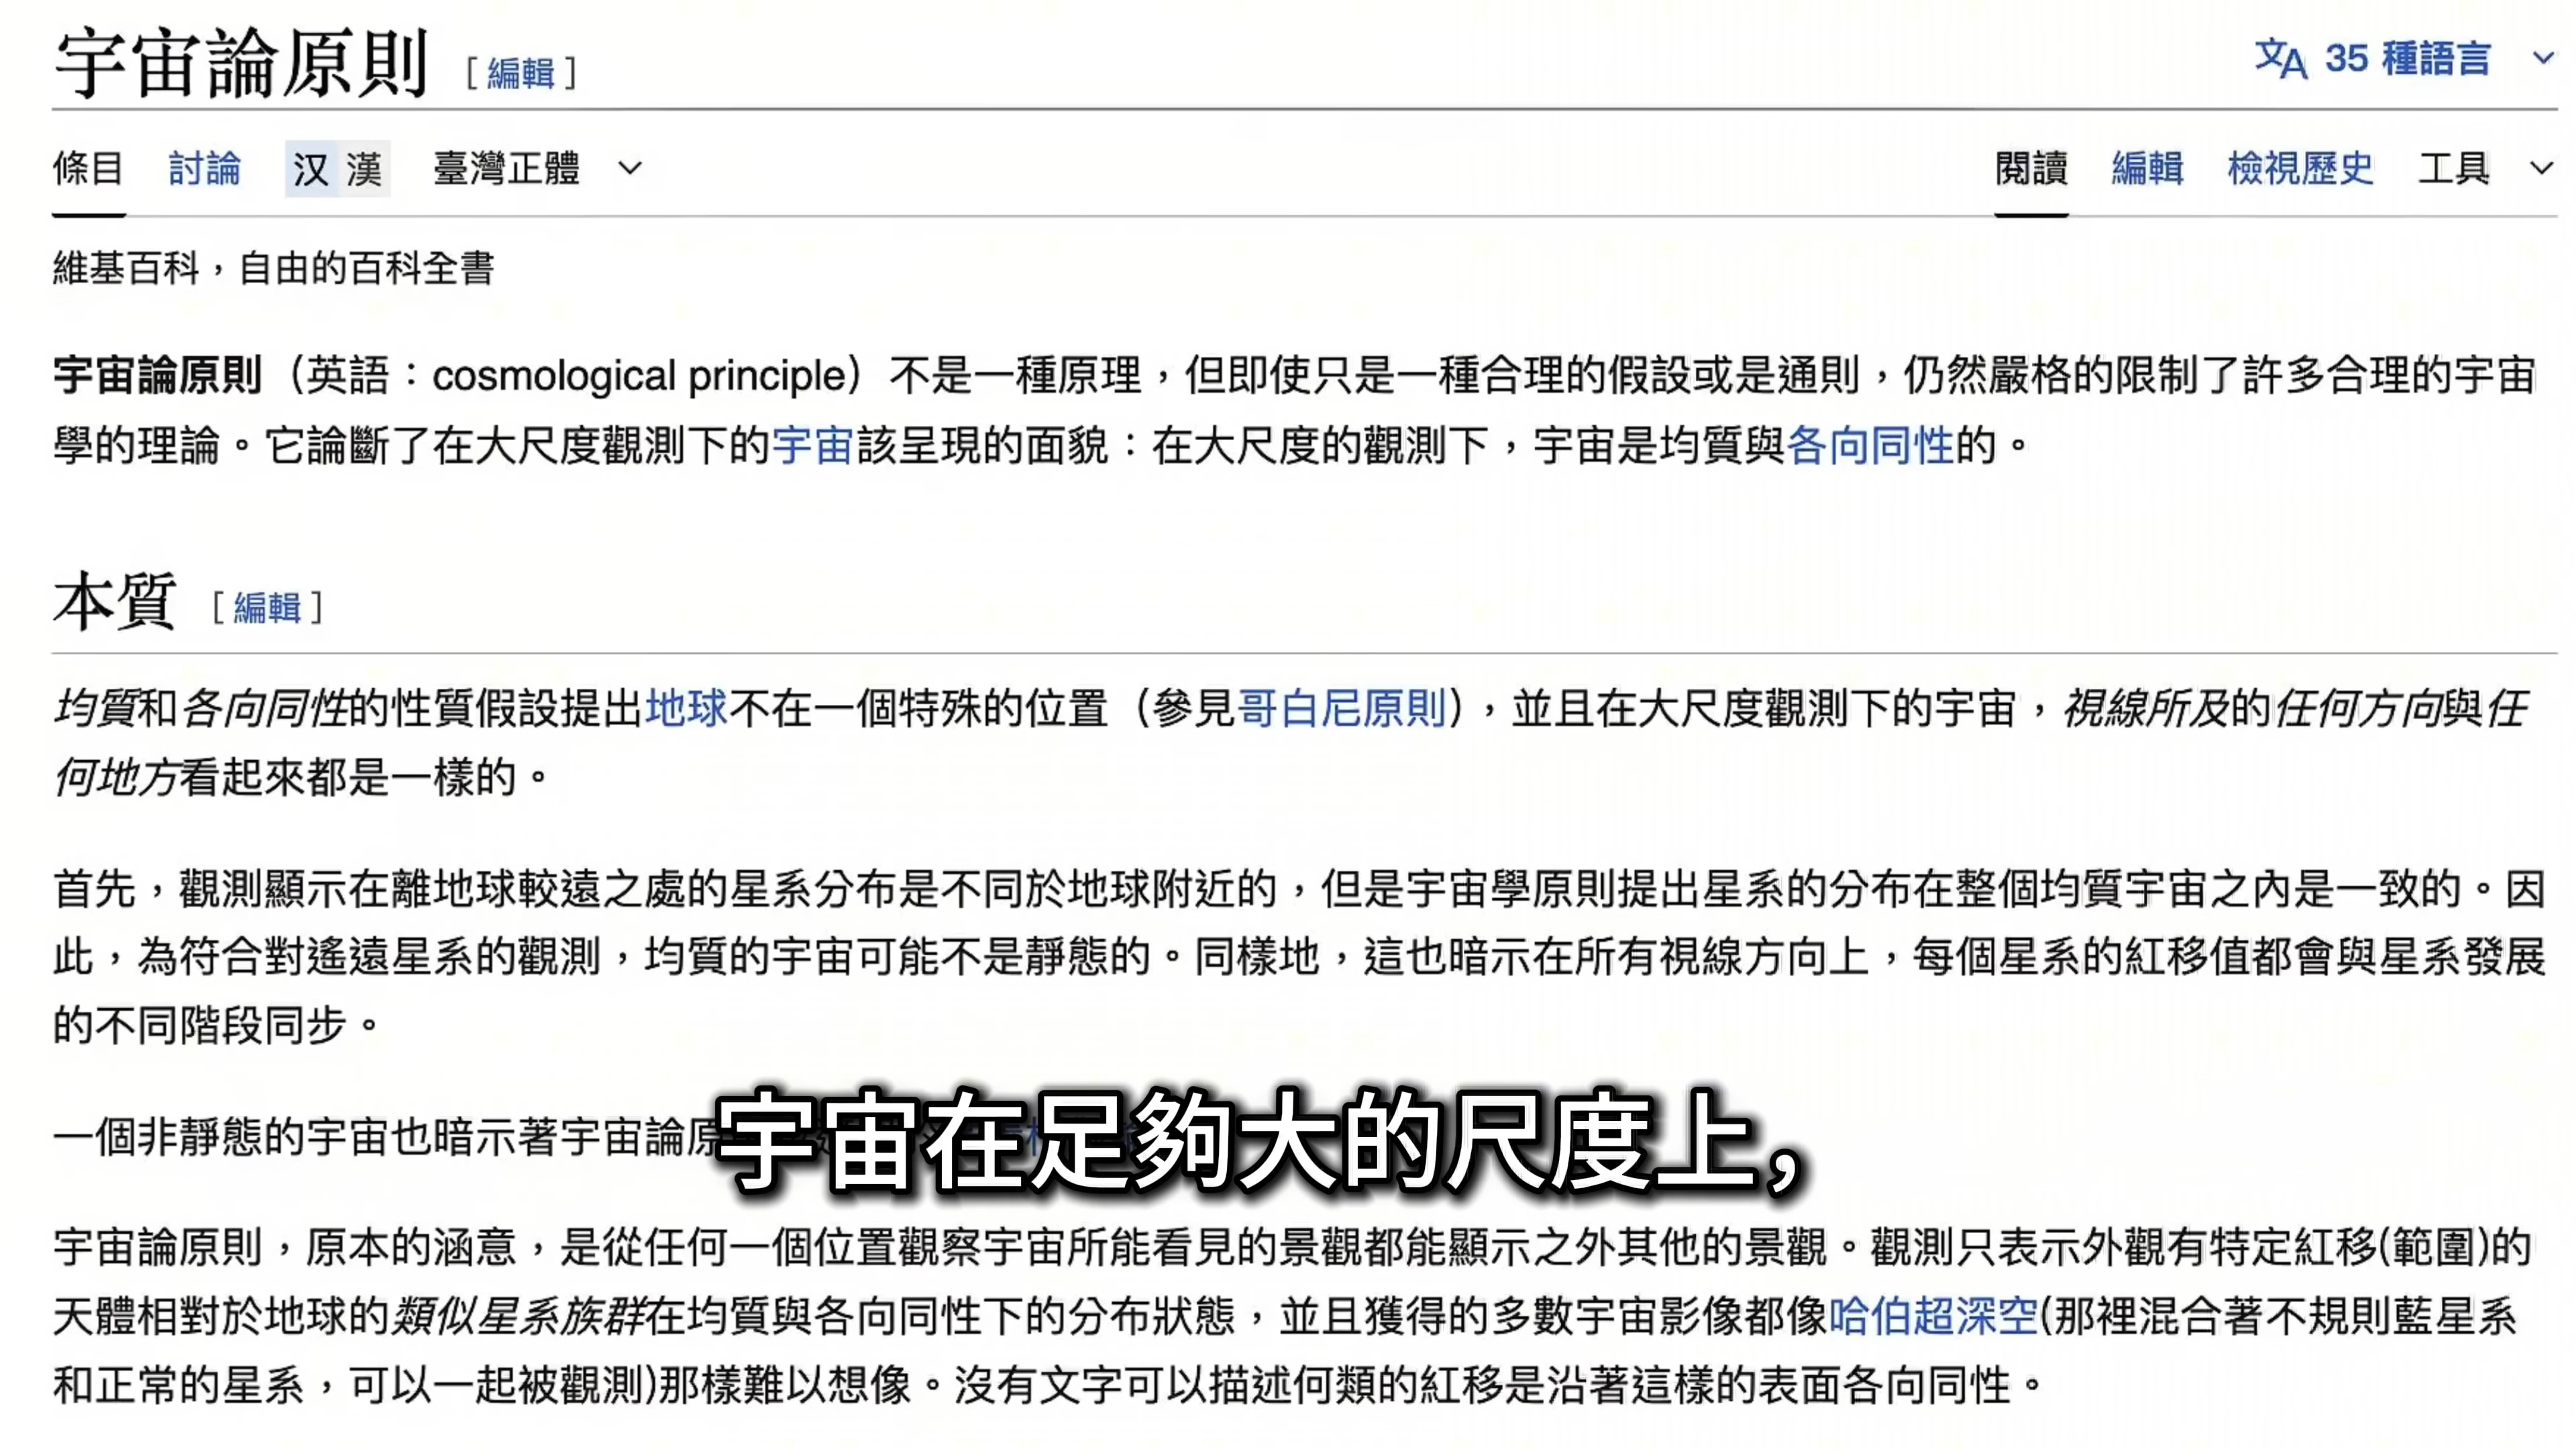 宇宙論原則 [編輯] 文A 35 種語言
條目 討論 汉 漢 臺灣正體 閱讀 編輯 檢視歷史 工具
維基百科，自由的百科全書
宇宙論原則（英語：cosmological principle）不是一種原理，但即使只是一種合理的假設或是通則，仍然嚴格的限制了許多合理的宇宙
學的理論。它論斷了在大尺度觀測下的宇宙該呈現的面貌：在大尺度的觀測下，宇宙是均質與各向同性的。
本質 [編輯]
均質和各向同性的性質假設提出地球不在一個特殊的位置（參見哥白尼原則），並且在大尺度觀測下的宇宙，視線所及的任何方向與任
何地方看起來都是一樣的。
首先，觀測顯示在離地球較遠之處的星系分布是不同於地球附近的，但是宇宙學原則提出星系的分布在整個均質宇宙之內是一致的。因
此，為符合對遙遠星系的觀測，均質的宇宙可能不是靜態的。同樣地，這也暗示在所有視線方向上，每個星系的紅移值都會與星系發展
的不同階段同步。
一個非靜態的宇宙也暗示著宇宙論原
宇宙在足夠大的尺度上，
宇宙論原則，原本的涵意，是從任何一個位置觀察宇宙所能看見的景觀都能顯示之外其他的景觀。觀測只表示外觀有特定紅移(範圍)的
天體相對於地球的類似星系族群在均質與各向同性下的分布狀態，並且獲得的多數宇宙影像都像哈伯超深空(那裡混合著不規則藍星系
和正常的星系，可以一起被觀測)那樣難以想像。沒有文字可以描述何類的紅移是沿著這樣的表面各向同性。